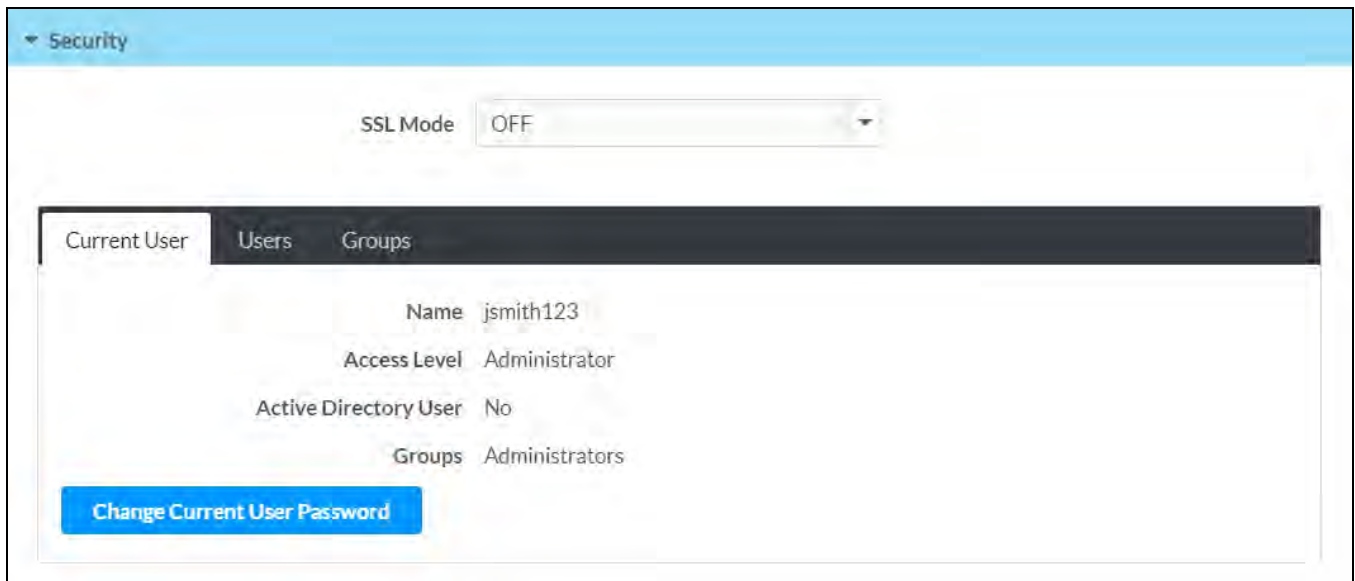 Security
SSL Mode OFF
Current User Users Groups
Name jsmith123
Access Level Administrator
Active Directory User No
Groups Administrators
Change Current User Password